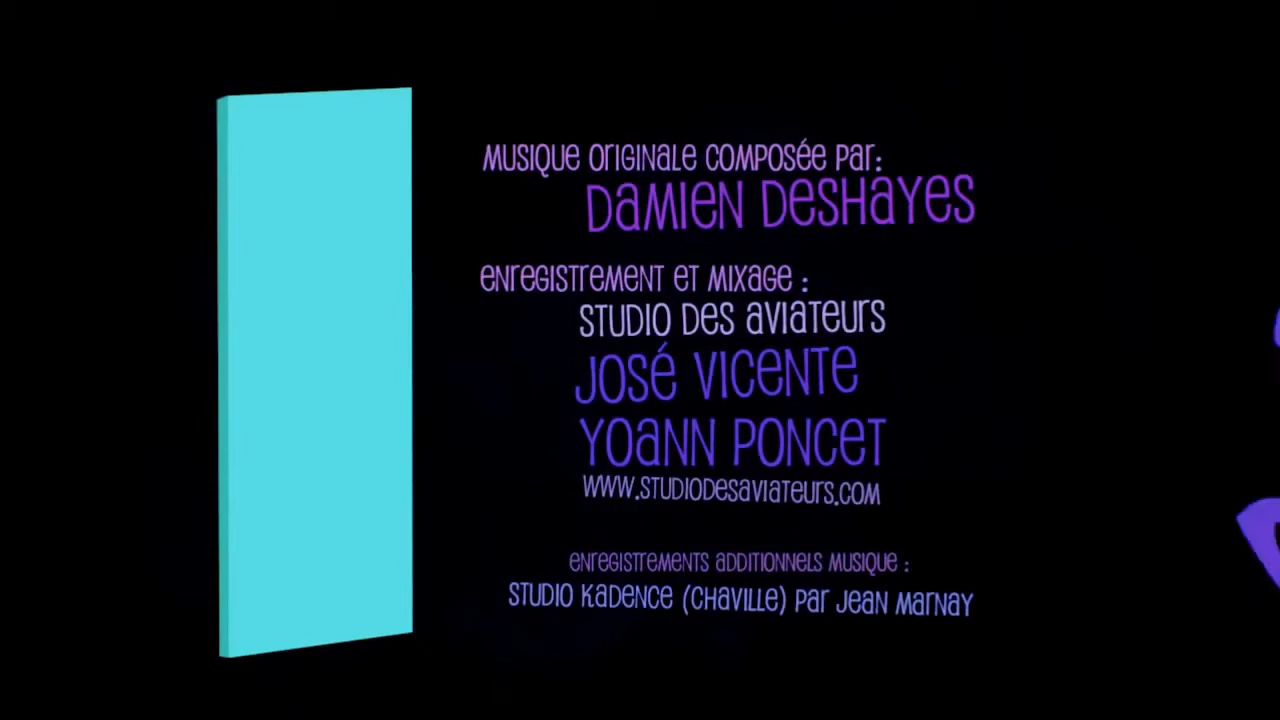 MUSIQUE ORIGINALE COMPOSÉE PAR:
DAMIEN DESHAYES
ENREGISTREMENT ET MIXAGE :
STUDIO DES AVIATEURS
JOSÉ VICENTE
YOANN PONCET
WWW.STUDIODESAVIATEURS.COM
ENREGISTREMENTS ADDITIONNELS MUSIQUE :
STUDIO KADENCE (CHAVILLE) PAR JEAN MARNAY